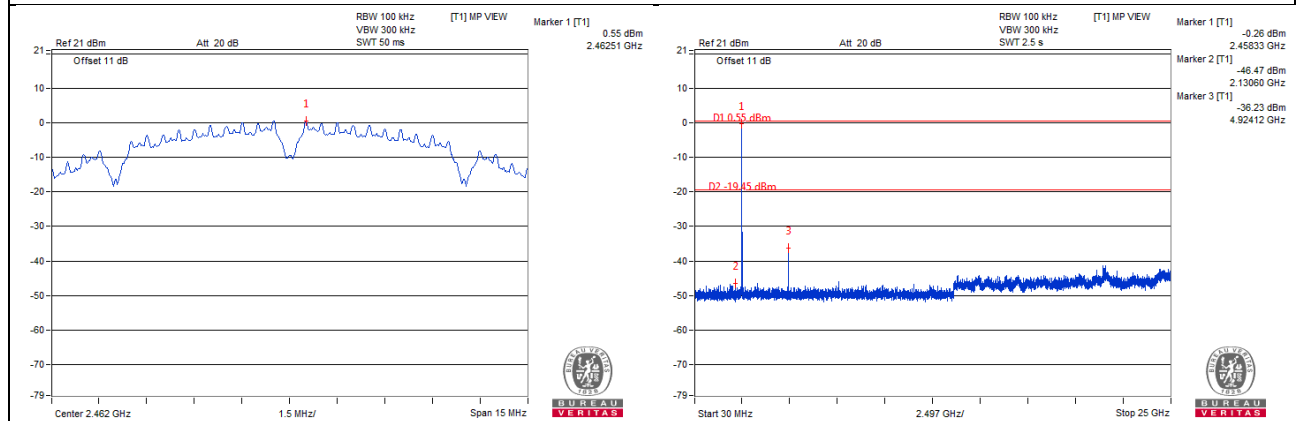 RBW 100 kHz
[T1] MP VIEW
VBW 300 kHz
Ref 21 dBm
Att 20 dB
SWT 50 ms
Marker 1 [T1]
0.55 dBm
2.46251 GHz
21
Offset 11 dB
10
1
0
-10
-20
-30
-40
-50
-60
-70
-79
Center 2.462 GHz
1.5 MHz/
Span 15 MHz
BUREAU VERITAS
1828
BUREAU
VERITAS
RBW 100 kHz
[T1] MP VIEW
VBW 300 kHz
Ref 21 dBm
Att 20 dB
SWT 2.5 s
Marker 1 [T1]
-0.26 dBm
2.45833 GHz
Marker 2 [T1]
-46.47 dBm
2.13060 GHz
Marker 3 [T1]
-36.23 dBm
4.92412 GHz
21
Offset 11 dB
10
1
D1 0.55 dBm
0
-10
D2 -19.45 dBm
-20
-30
3
-40
2
-50
-60
-70
-79
Start 30 MHz
2.497 GHz/
Stop 25 GHz
BUREAU VERITAS
1828
BUREAU
VERITAS